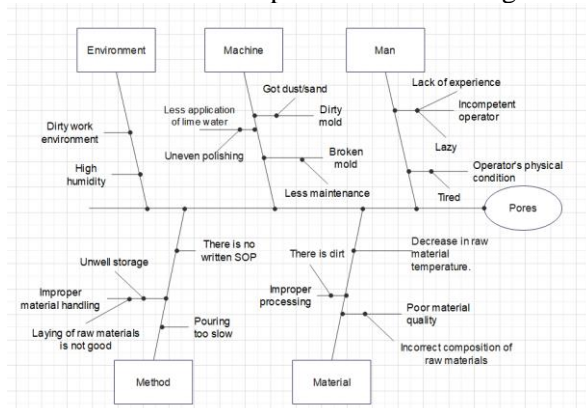 Environment
Machine
Man
Got dust/sand
Lack of experience
Less application
of lime water
Dirty
mold
Incompetent
operator
Dirty work
environment
Uneven polishing
Broken
mold
Lazy
High
humidity
Less maintenance
Operator's physical
condition
Tired
Pores
There is no
written SOP
There is dirt
Decrease in raw
material
temperature.
Unwell storage
Improper
material handling
Improper
processing
Poor material
quality
Laying of raw materials
is not good
Pouring
too slow
Incorrect composition of
raw materials
Method
Material